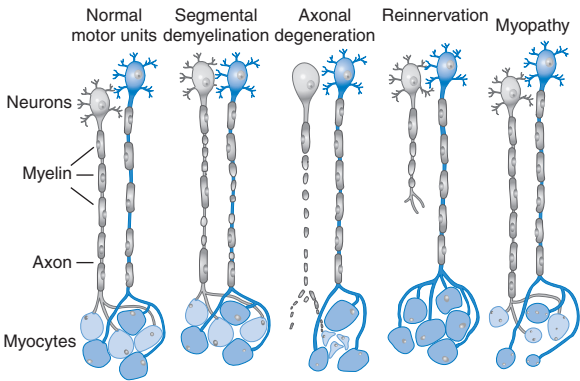 Normal
motor units
Segmental
demyelination
Axonal
degeneration
Reinnervation
Myopathy
Neurons
Myelin
Axon
Myocytes